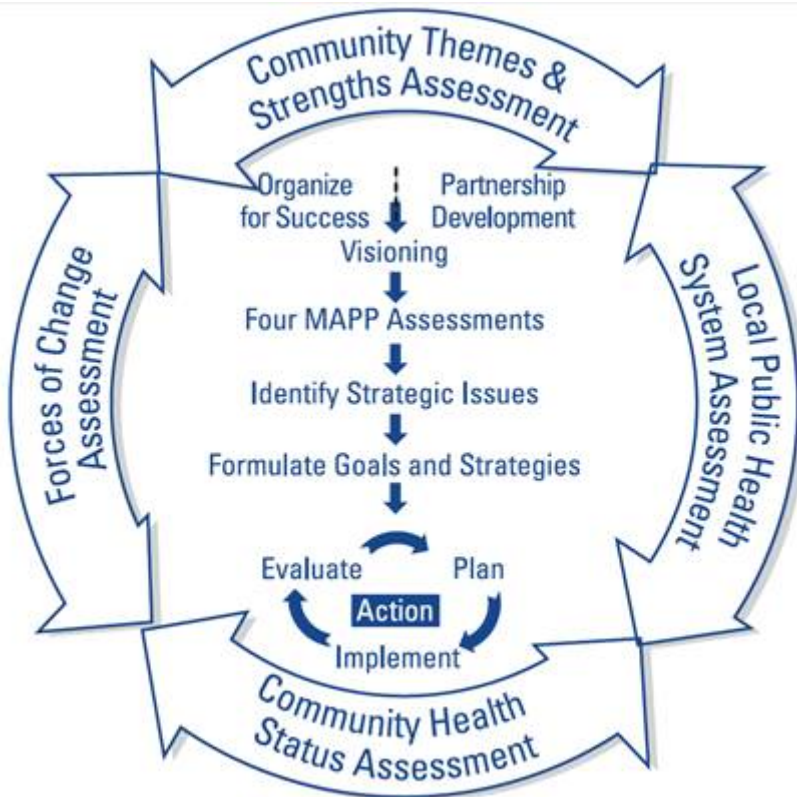 Community Themes &
Strengths Assessment
Organize
for Success
Partnership
Development
Visioning
Four MAPP Assessments
Identify Strategic Issues
Formulate Goals and Strategies
Evaluate
Plan
Action
Implement
Forces of Change
Assessment
Local Public Health
System Assessment
Community Health
Status Assessment